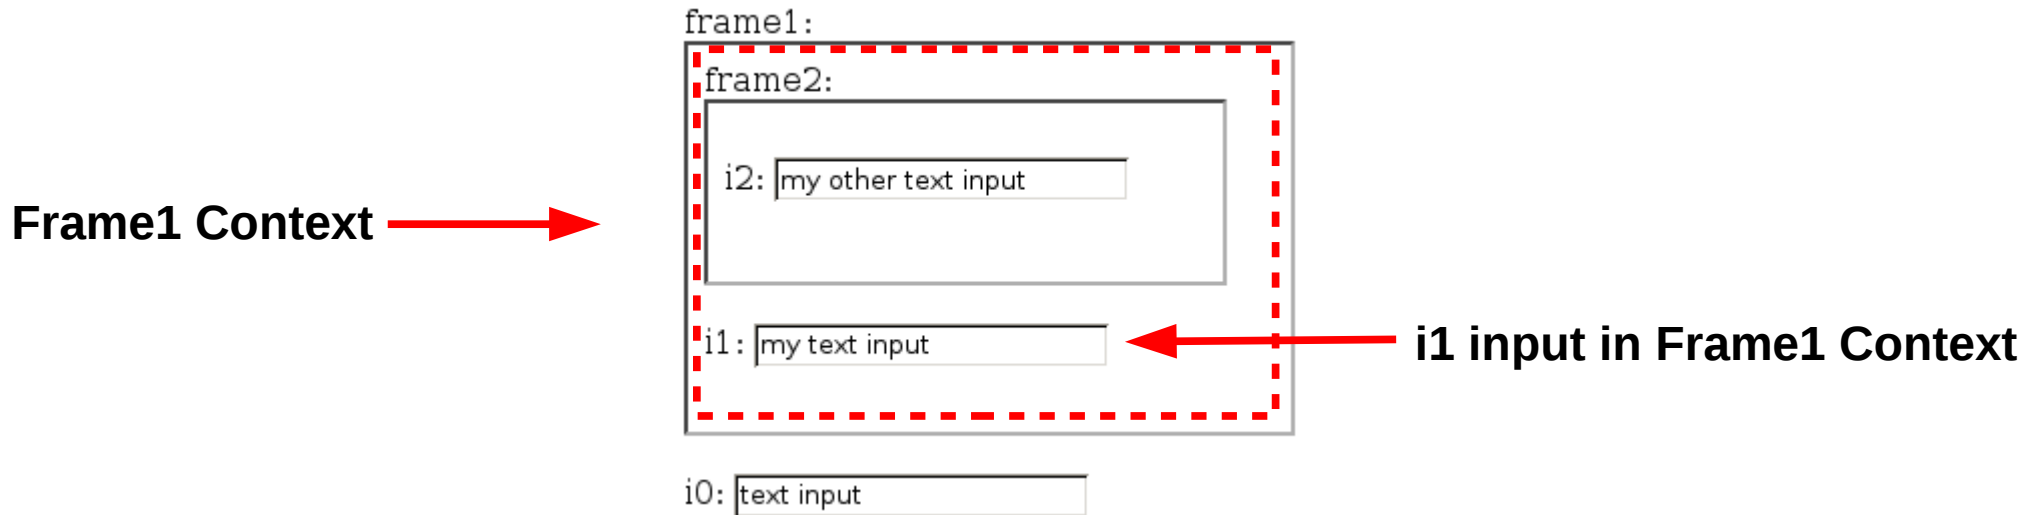 frame1:
frame2:
i2: my other text input
Frame1 Context
i1: my text input
i1 input in Frame1 Context
i0: text input